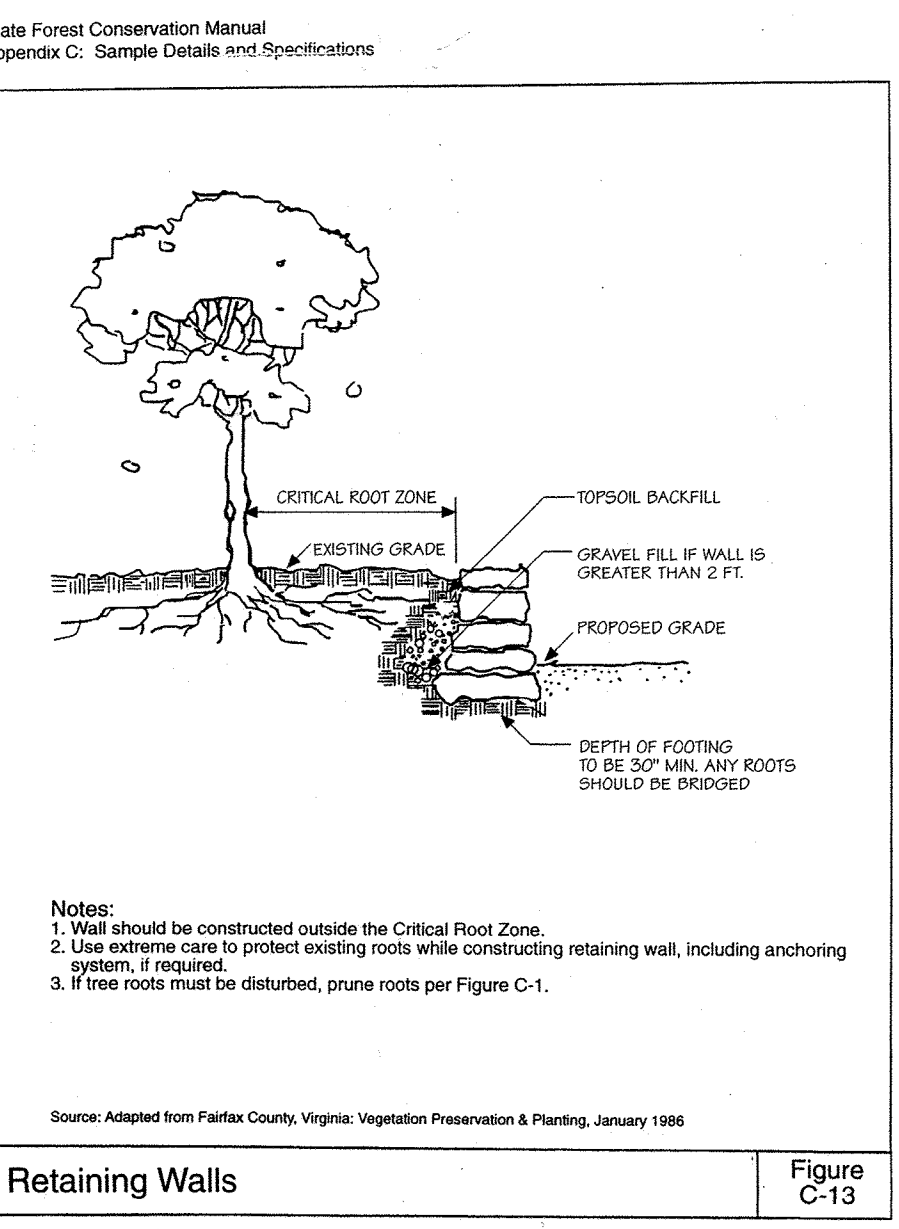 ate Forest Conservation Manual
ppendix C: Sample Details and Specifications
CRITICAL ROOT ZONE
TOPSOIL BACKFILL
EXISTING GRADE
GRAVEL FILL IF WALL IS
GREATER THAN 2 FT.
PROPOSED GRADE
DEPTH OF FOOTING
TO BE 30" MIN. ANY ROOTS
SHOULD BE BRIDGED
Notes:
1. Wall should be constructed outside the Critical Root Zone.
2. Use extreme care to protect existing roots while constructing retaining wall, including anchoring
system, if required.
3. If tree roots must be disturbed, prune roots per Figure C-1.
Source: Adapted from Fairfax County, Virginia: Vegetation Preservation & Planting, January 1986
Retaining Walls
Figure
C-13